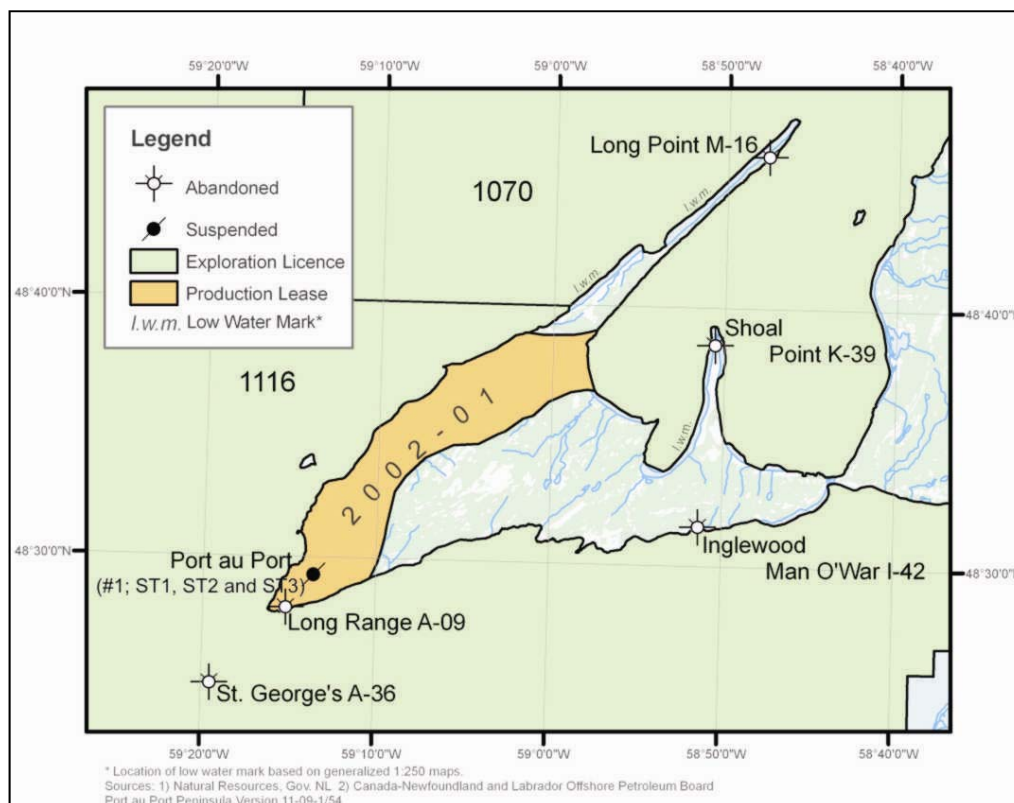 59°20'0"W 59°10'0"W 59°0'0"W 58°50'0"W 58°40'0"W
Legend
Abandoned
Suspended
Exploration Licence
Production Lease
l.w.m. Low Water Mark*
Long Point M-16
1070
l.w.m.
l.w.m.
48°40'0"N
48°40'0"N
Shoal
Point K-39
1116
2002-01
l.w.m.
48°30'0"N
Port au Port
(#1; ST1, ST2 and ST3)
Inglewood
Man O'War I-42
48°30'0"N
Long Range A-09
St. George's A-36
59°20'0"W 59°10'0"W 59°0'0"W 58°50'0"W 58°40'0"W
* Location of low water mark based on generalized 1:250 maps.
Sources: 1) Natural Resources, Gov. NL 2) Canada-Newfoundland and Labrador Offshore Petroleum Board
Port au Port Peninsula Version 11-09-1/54